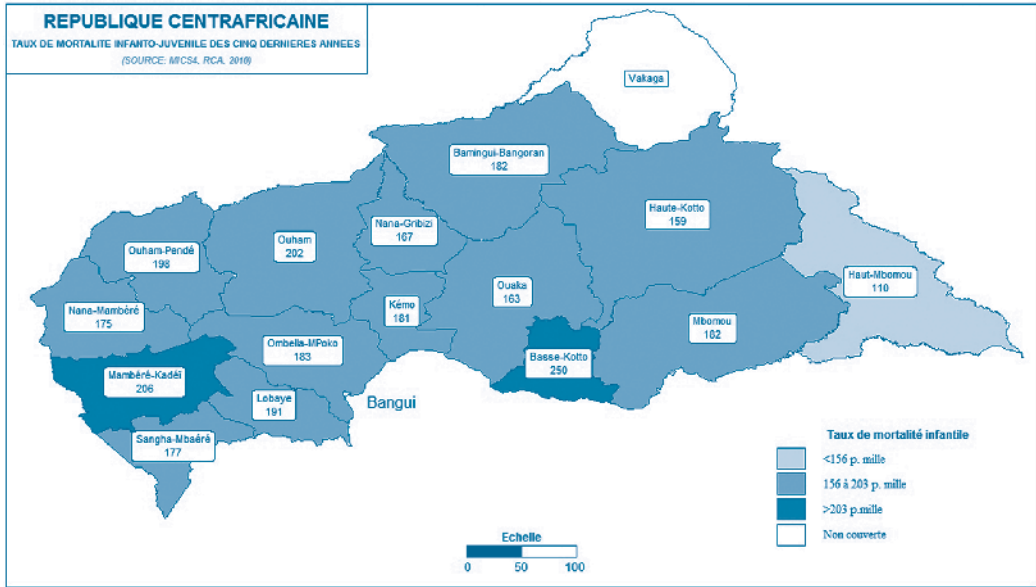 REPUBLIQUE CENTRAFRICAINE
TAUX DE MORTALITE INFANTO-JUVENILE DES CINQ DERNIERES ANNEES
(SOURCE: MICS4, RCA, 2010)
Vakaga
Bamingui-Bangoran
182
Haute-Kotto
159
Nana-Gribizi
167
Ouham
202
Ouham-Pendé
198
Haut-Mbomou
110
Ouaka
163
Kémo
181
Nana-Mambéré
175
Mbomou
182
Ombella-MPoko
183
Basse-Kotto
250
Mambéré-Kadéï
206
Lobaye
191
Bangui
Sangha-Mbaéré
177
Taux de mortalité infantile
<156 p. mille
156 à 203 p. mille
>203 p.mille
Non couverte
Echelle
0 50 100